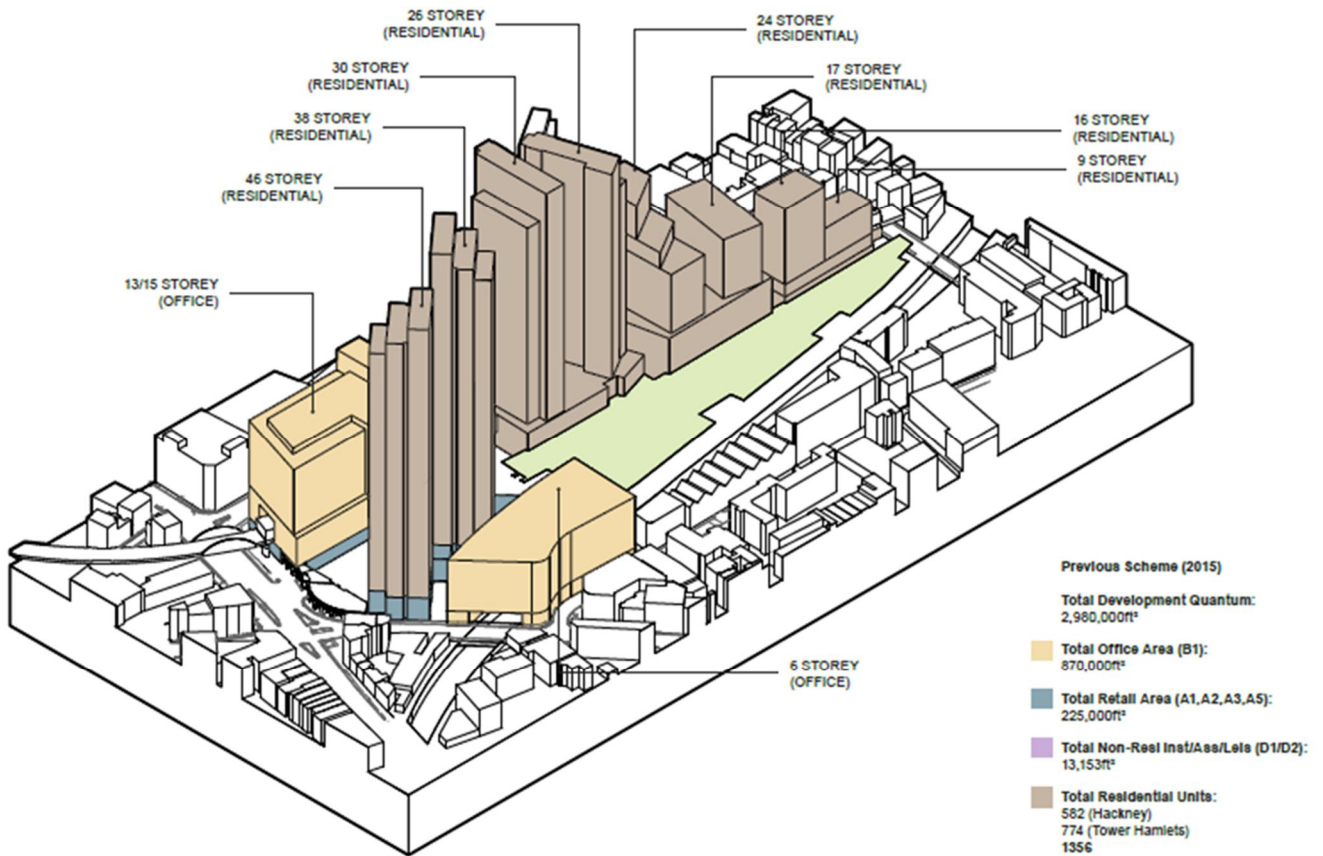 26 STOREY
(RESIDENTIAL)
24 STOREY
(RESIDENTIAL)
30 STOREY
(RESIDENTIAL)
17 STOREY
(RESIDENTIAL)
38 STOREY
(RESIDENTIAL)
16 STOREY
(RESIDENTIAL)
46 STOREY
(RESIDENTIAL)
9 STOREY
(RESIDENTIAL)
13/15 STOREY
(OFFICE)
6 STOREY
(OFFICE)
Previous Scheme (2015)
Total Development Quantum:
2,980,000ft²
Total Office Area (B1):
870,000ft²
Total Retail Area (A1,A2,A3,A5):
225,000ft²
Total Non-Resi Inst/Ass/Leis (D1/D2):
13,153ft²
Total Residential Units:
582 (Hackney)
774 (Tower Hamlets)
1356